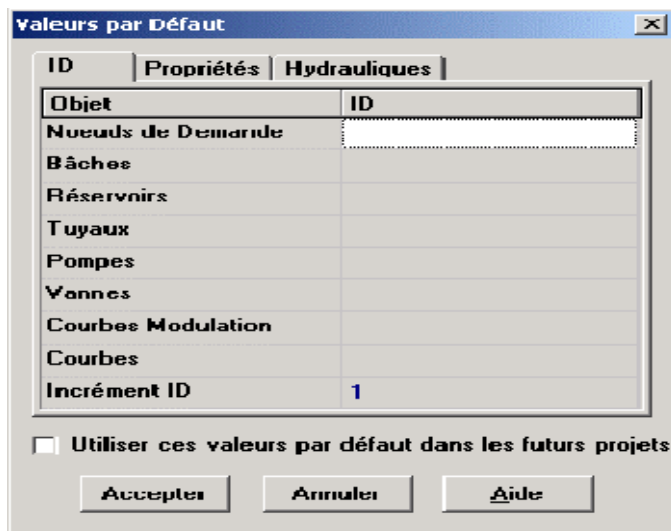 Valeurs par Défaut
ID Propriétés Hydrauliques
Objet ID
Noeuds de Demande
Bâches
Réservoirs
Tuyaux
Pompes
Vannes
Courbes Modulation
Courbes
Incrément ID 1
Utiliser ces valeurs par défaut dans les futurs projets
Accepter Annuler Aide